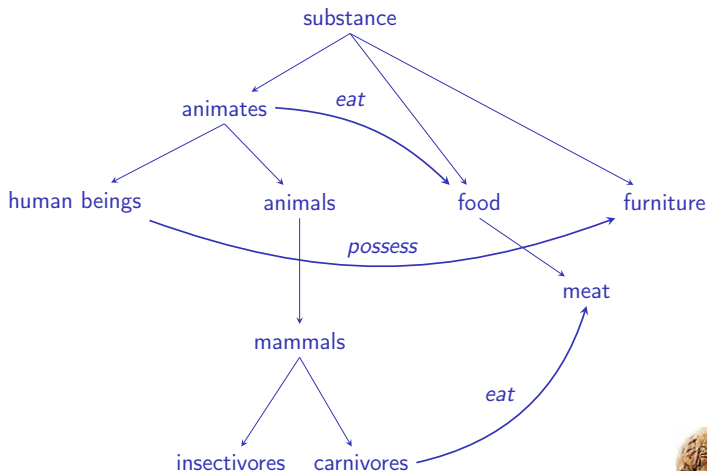 substance
eat
animates
human beings
animals
food
furniture
possess
meat
mammals
eat
insectivores
carnivores